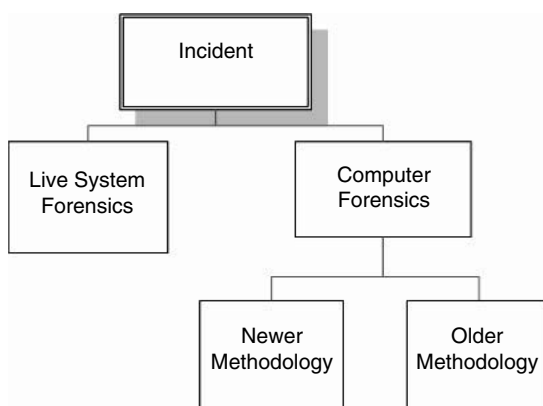 Incident
Live System
Forensics
Computer
Forensics
Newer
Methodology
Older
Methodology